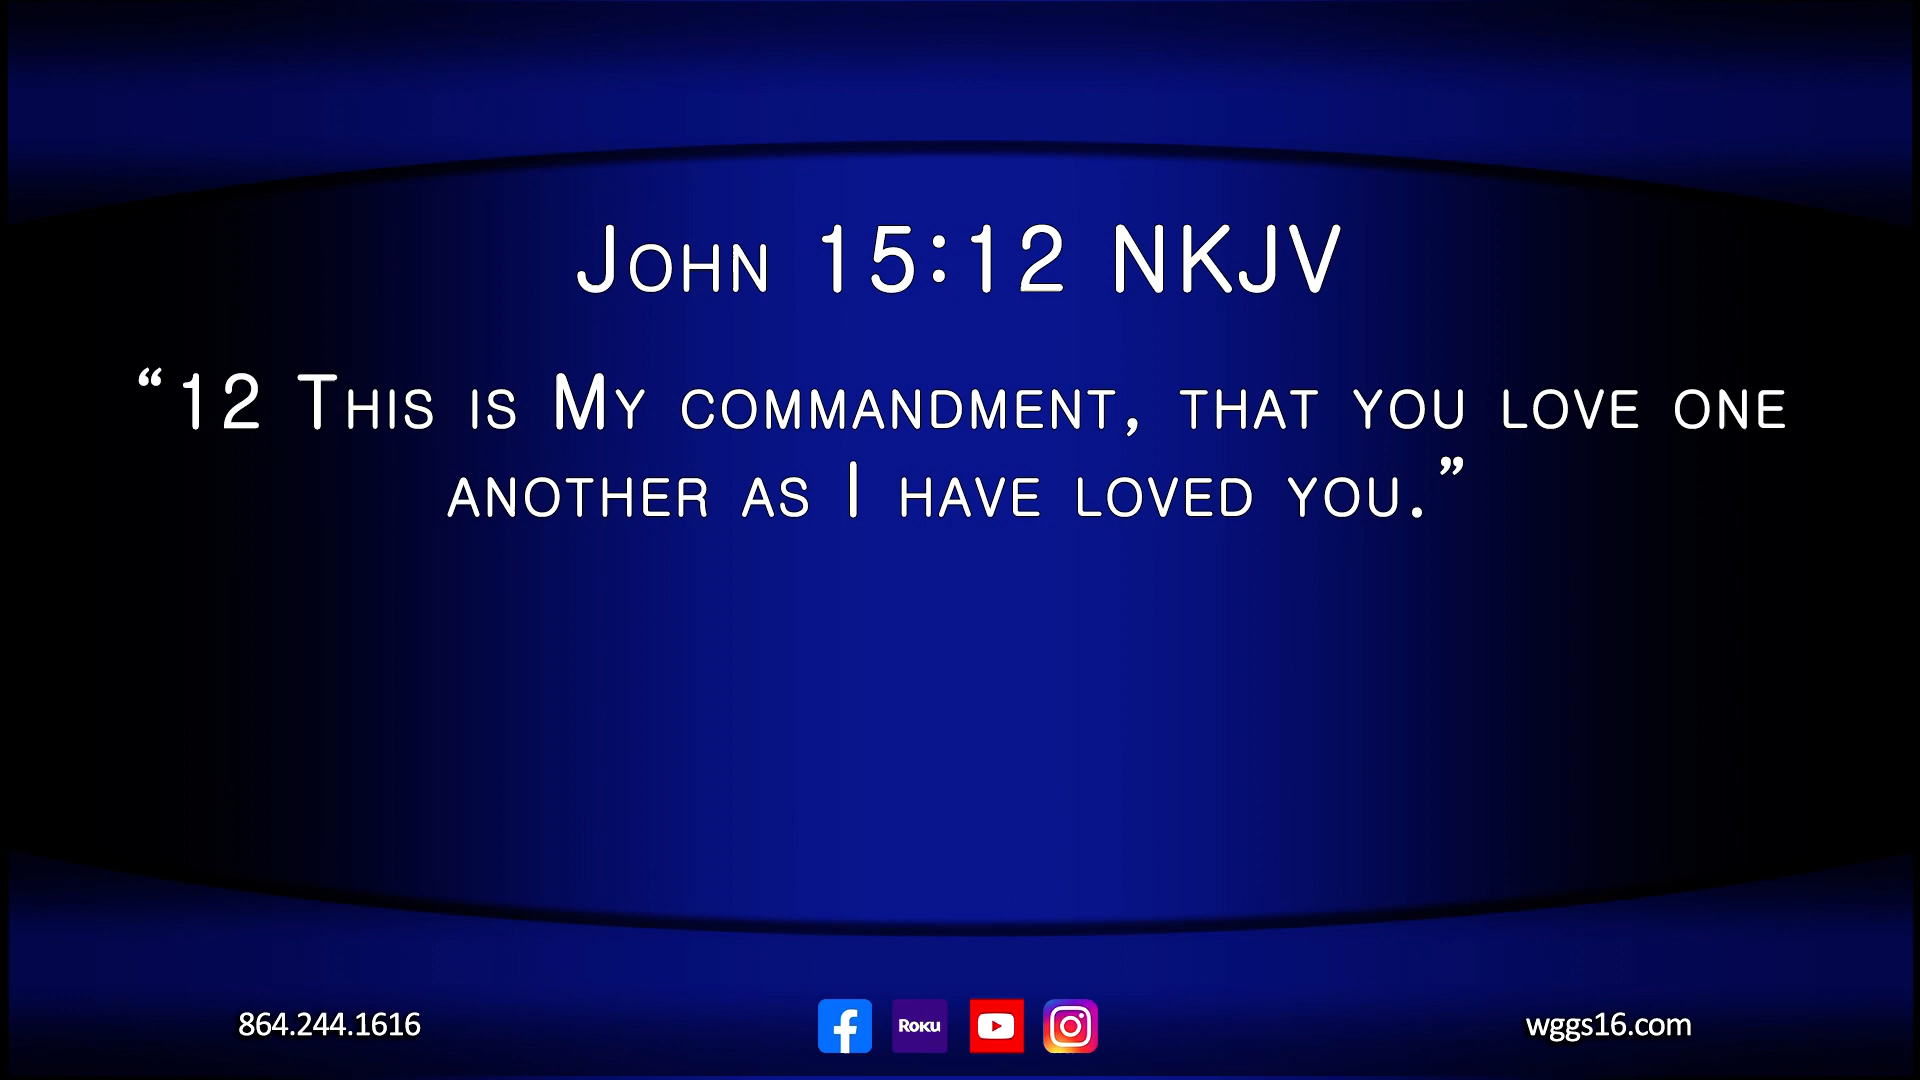 John 15:12 NKJV
“12 This is My commandment, that you love one
another as I have loved you.”
864.244.1616
Roku
wggs16.com